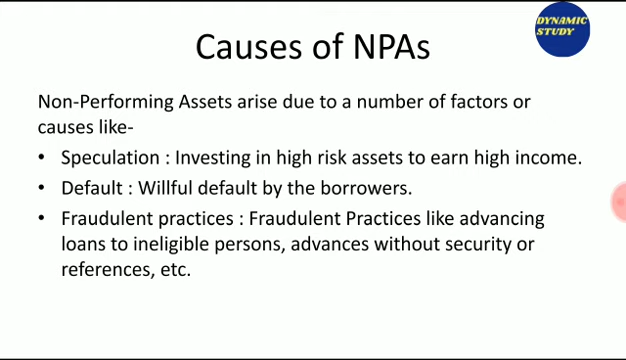 DYNAMIC
STUDY
Causes of NPAs
Non-Performing Assets arise due to a number of factors or
causes like-
• Speculation : Investing in high risk assets to earn high income.
• Default : Willful default by the borrowers.
• Fraudulent practices : Fraudulent Practices like advancing
loans to ineligible persons, advances without security or
references, etc.